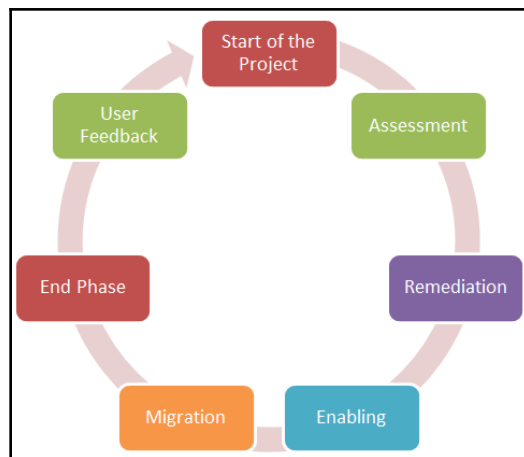 Start of the
Project
Assessment
Remediation
Enabling
Migration
End Phase
User
Feedback